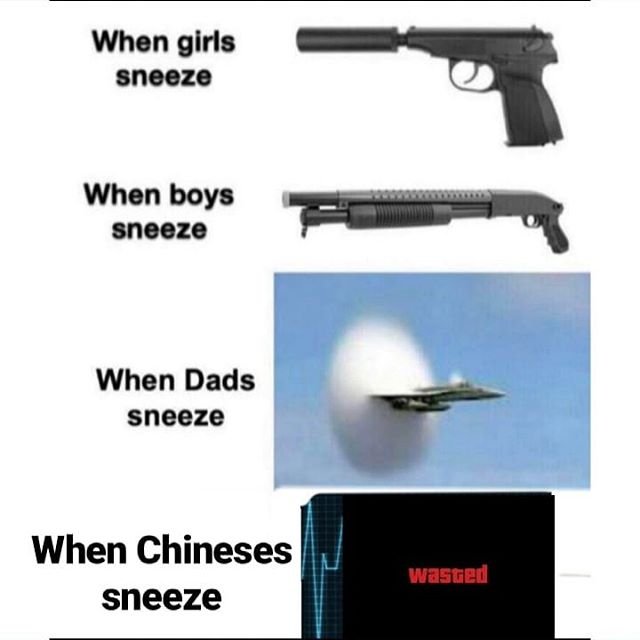 When girls
sneeze
When boys
sneeze
When Dads
sneeze
When Chineses
sneeze
wasted